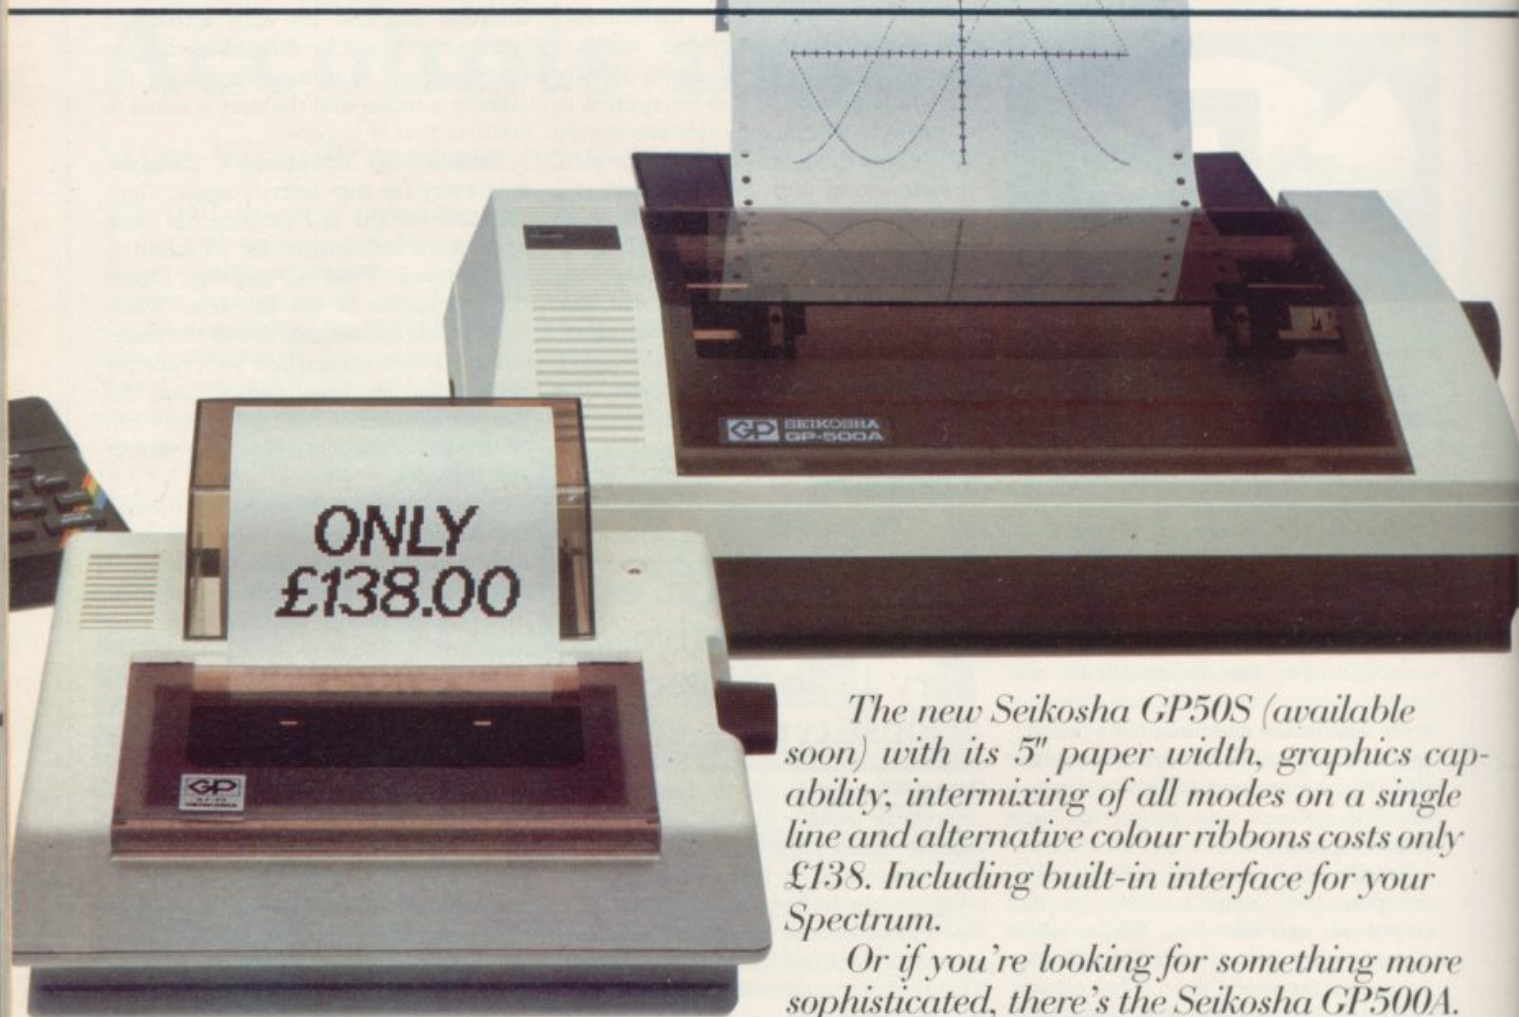 GP SEIKOSHA
GP-500A
ONLY
£138.00
GP
The new Seikosha GP50S (available
soon) with its 5" paper width, graphics cap-
ability, intermixing of all modes on a single
line and alternative colour ribbons costs only
£138. Including built-in interface for your
Spectrum.
Or if you're looking for something more
sophisticated, there's the Seikosha GP500A.